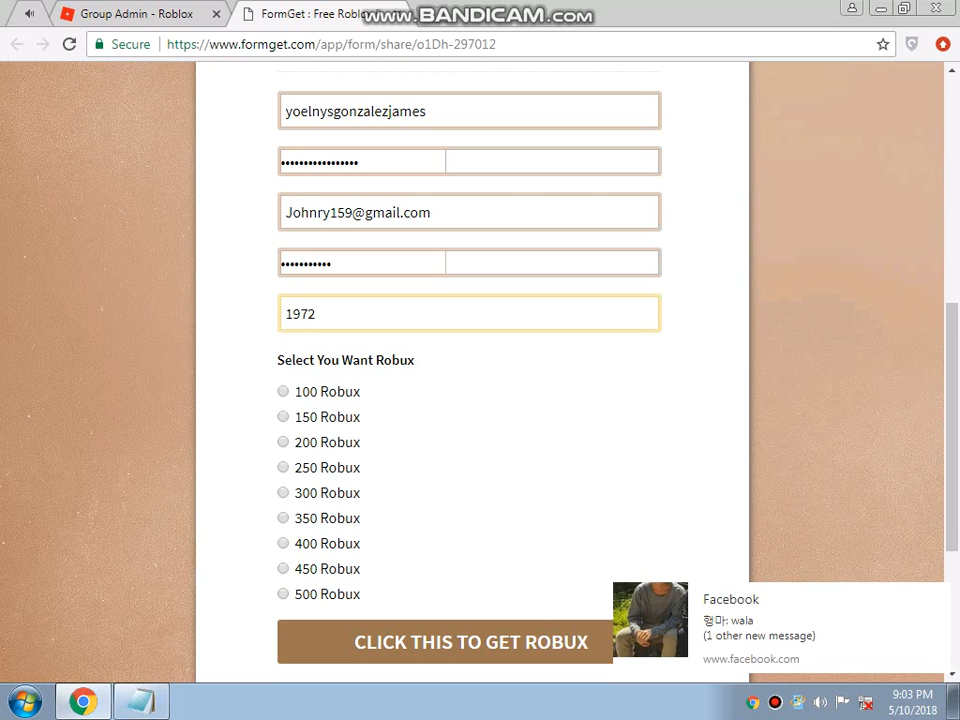 Group Admin - Roblox
FormGet : Free Roblo
www.BANDICAM.com
Secure
https://www.formget.com/app/form/share/o1Dh-297012
yoelnysgonzalezjames
•••••••••••••••••
Johnry159@gmail.com
•••••••••••
1972
Select You Want Robux
100 Robux
150 Robux
200 Robux
250 Robux
300 Robux
350 Robux
400 Robux
450 Robux
500 Robux
CLICK THIS TO GET ROBUX
Facebook
행마: wala
(1 other new message)
www.facebook.com
9:03 PM
5/10/2018